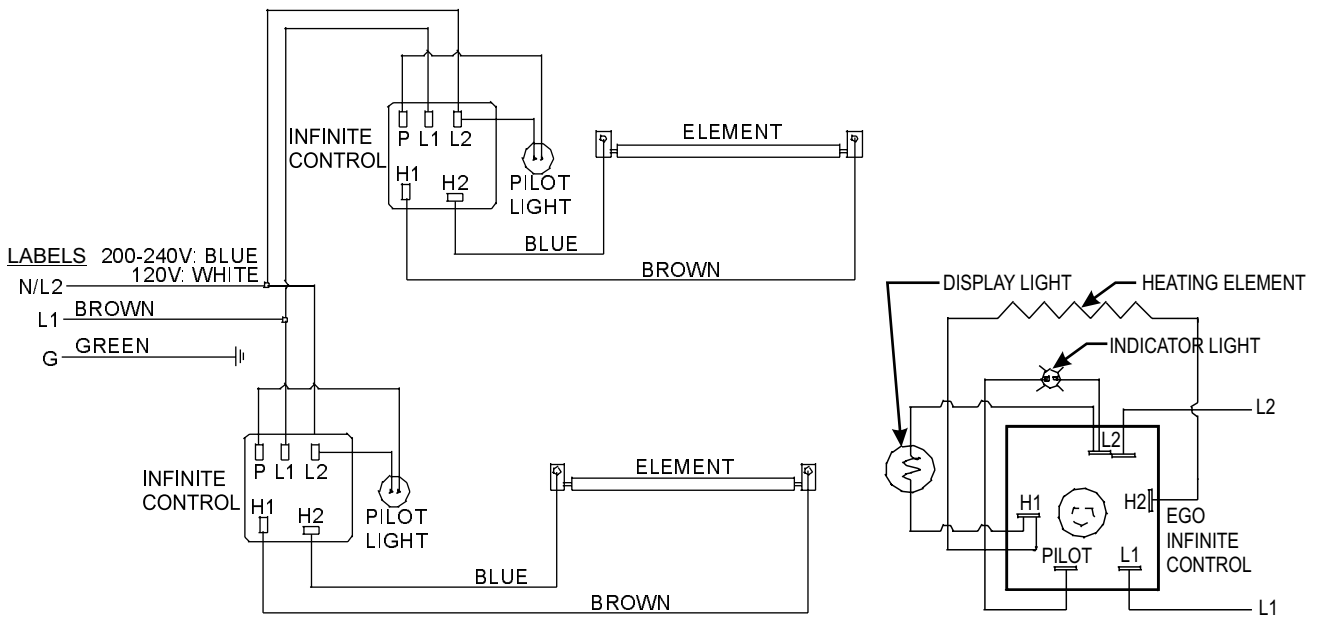 INFINITE
CONTROL
P L1 L2
H1
H2
PILOT
LIGHT
ELEMENT
BLUE
BROWN
LABELS 200-240V: BLUE
120V: WHITE
N/L2
L1 BROWN
G GREEN
INFINITE
CONTROL
P L1 L2
H1
H2
PILOT
LIGHT
ELEMENT
BLUE
BROWN
DISPLAY LIGHT
HEATING ELEMENT
INDICATOR LIGHT
L2
L2
H1
H2
EGO
INFINITE
CONTROL
PILOT
L1
L1